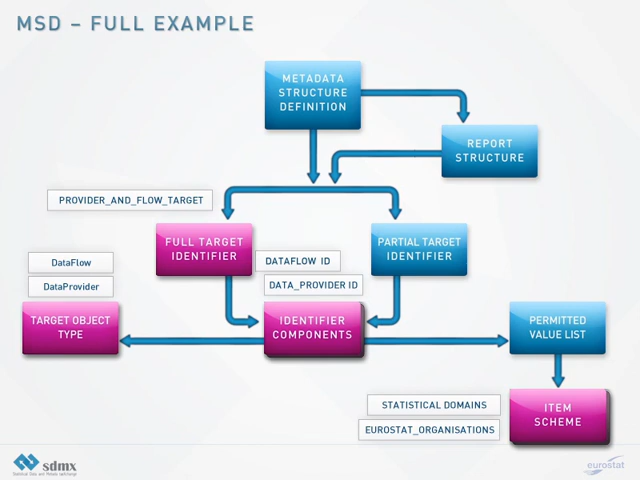 MSD – FULL EXAMPLE
METADATA
STRUCTURE
DEFINITION
REPORT
STRUCTURE
PROVIDER_AND_FLOW_TARGET
FULL TARGET
IDENTIFIER
PARTIAL TARGET
IDENTIFIER
DATAFLOW ID
DATA_PROVIDER ID
DataFlow
DataProvider
TARGET OBJECT
TYPE
IDENTIFIER
COMPONENTS
PERMITTED
VALUE LIST
STATISTICAL DOMAINS
EUROSTAT_ORGANISATIONS
ITEM
SCHEME
sdmx
eurostat